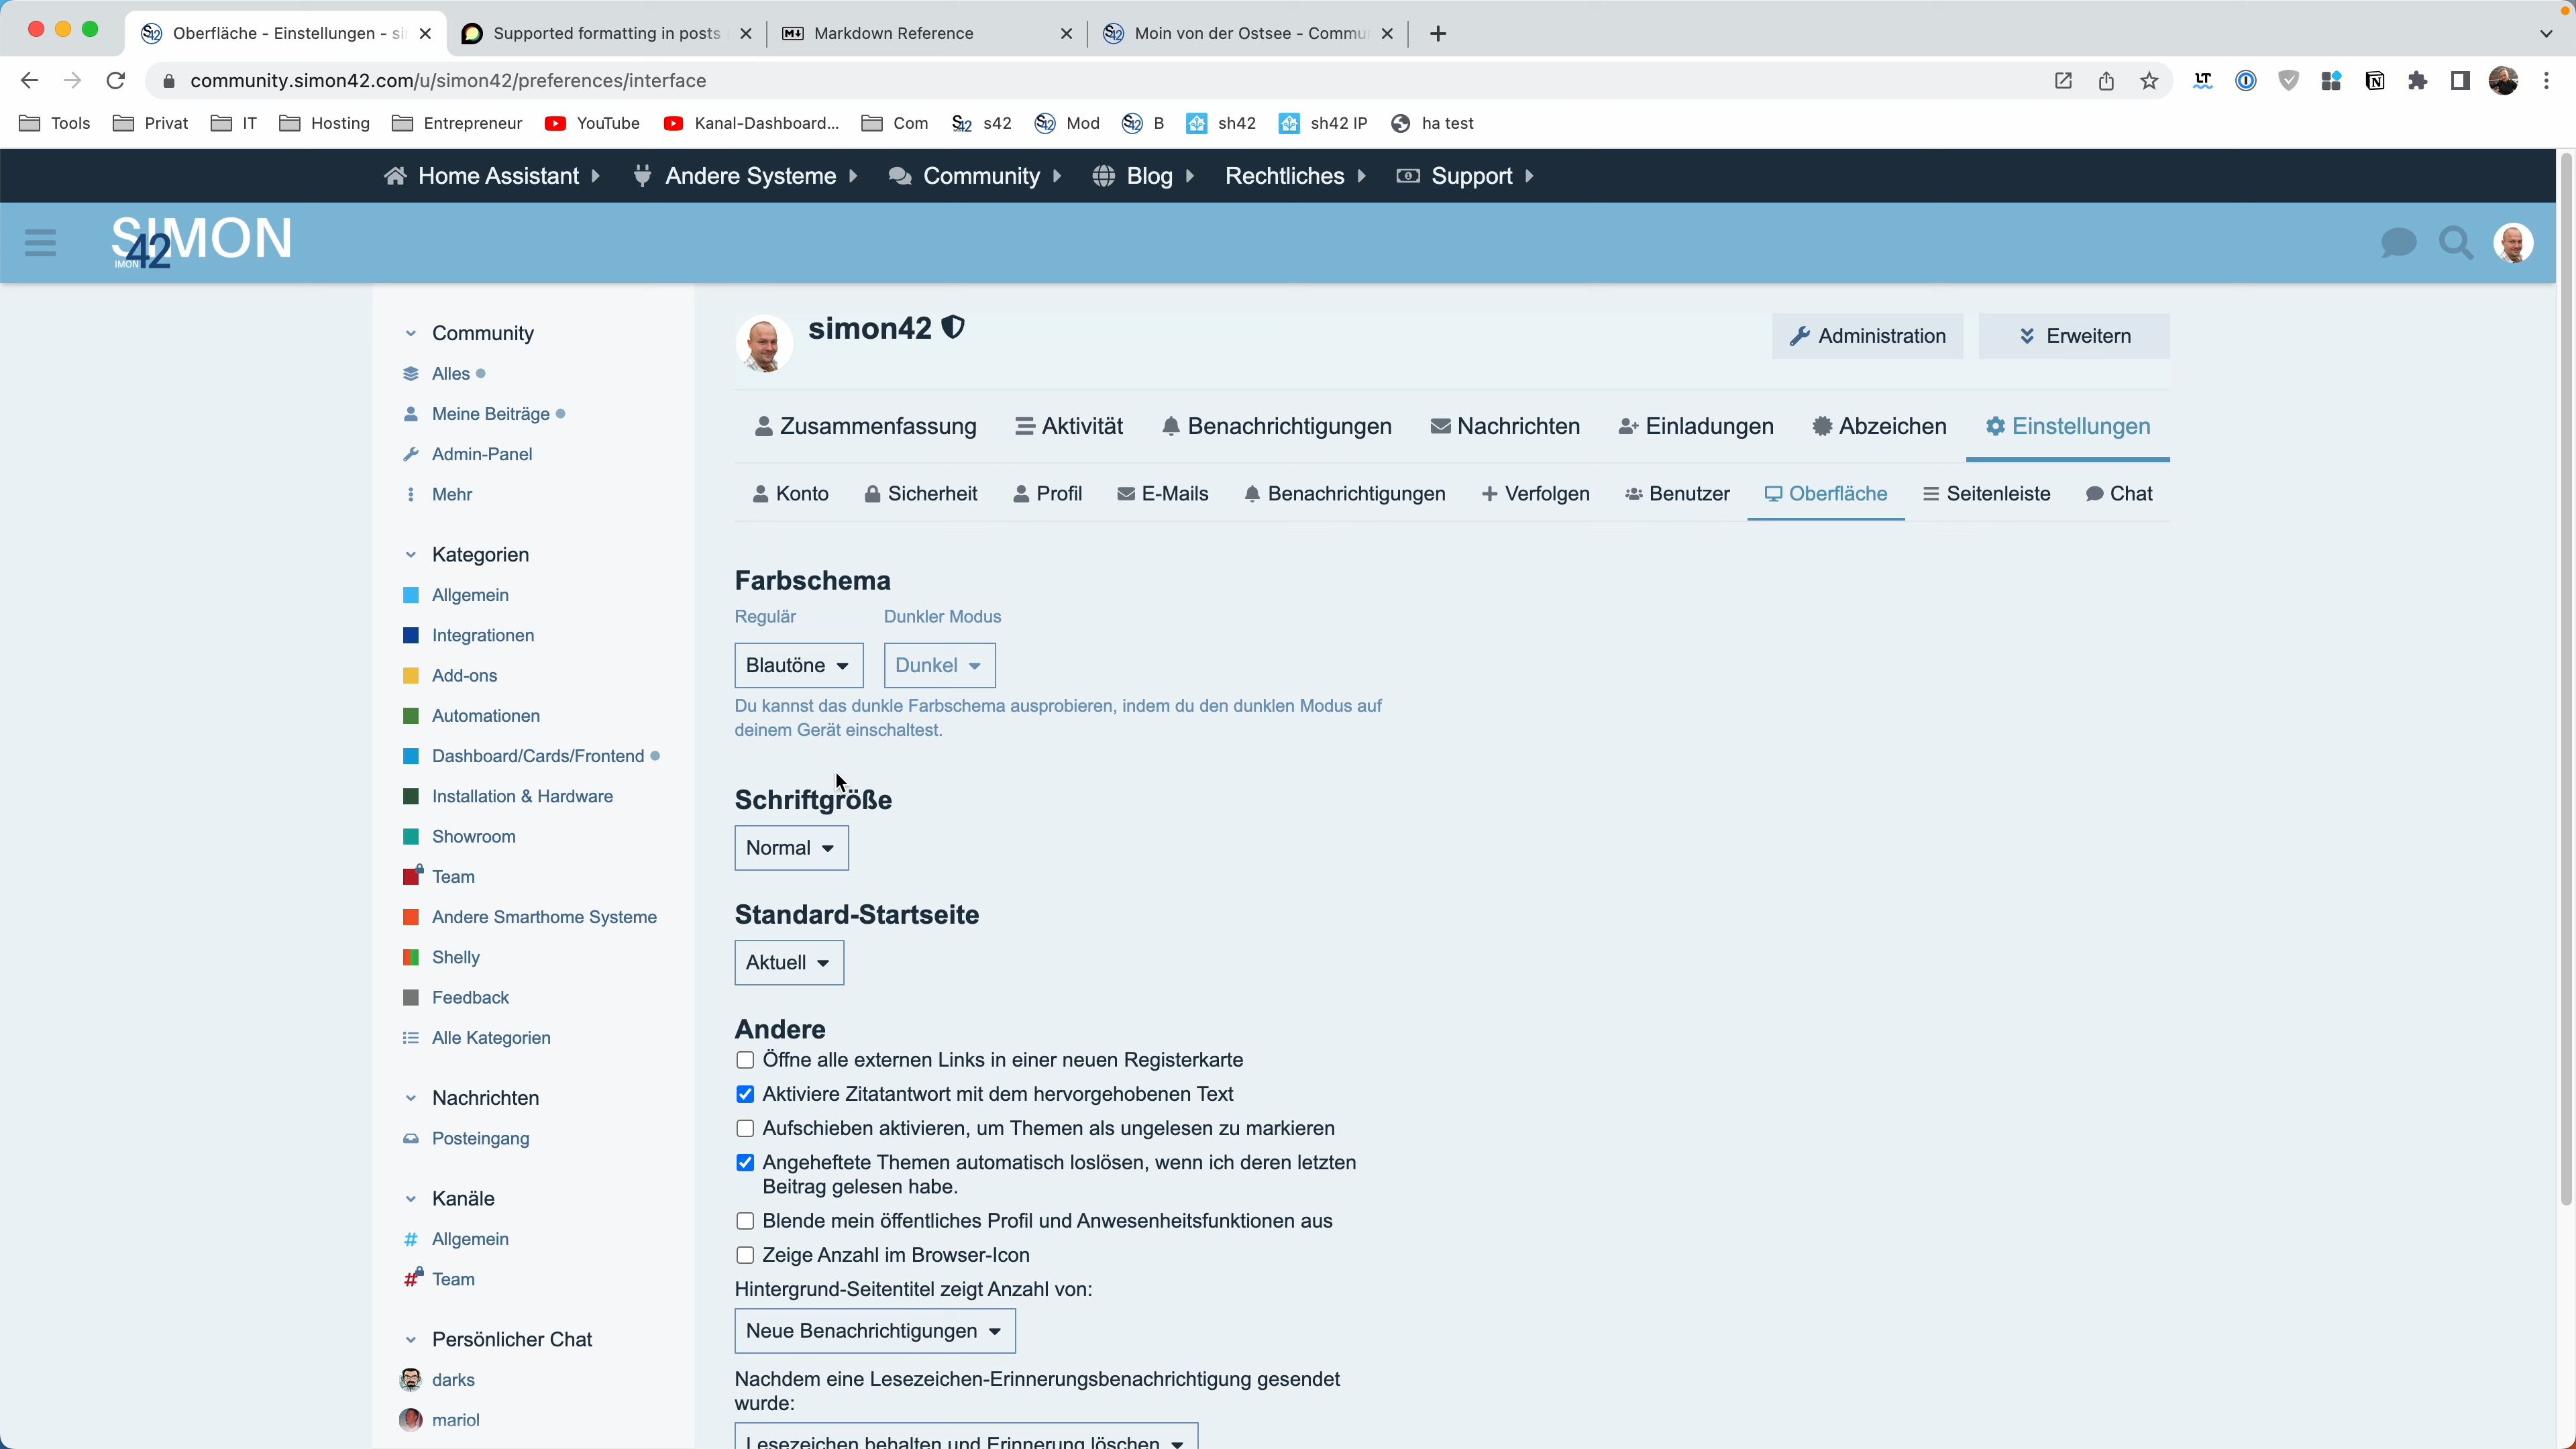 Oberfläche - Einstellungen - si
Supported formatting in posts
Markdown Reference
Moin von der Ostsee - Commu
community.simon42.com/u/simon42/preferences/interface
Tools
Privat
IT
Hosting
Entrepreneur
YouTube
Kanal-Dashboard...
Com
s42
Mod
B
sh42
sh42 IP
ha test
Home Assistant
Andere Systeme
Community
Blog
Rechtliches
Support
SIMON
42
IMON
Community
Alles
Meine Beiträge
Admin-Panel
Mehr
Kategorien
Allgemein
Integrationen
Add-ons
Automationen
Dashboard/Cards/Frontend
Installation & Hardware
Showroom
Team
Andere Smarthome Systeme
Shelly
Feedback
Alle Kategorien
Nachrichten
Posteingang
Kanäle
Allgemein
Team
Persönlicher Chat
darks
mariol
simon42
Administration
Erweitern
Zusammenfassung
Aktivität
Benachrichtigungen
Nachrichten
Einladungen
Abzeichen
Einstellungen
Konto
Sicherheit
Profil
E-Mails
Benachrichtigungen
Verfolgen
Benutzer
Oberfläche
Seitenleiste
Chat
Farbschema
Regulär
Dunkler Modus
Blautöne
Dunkel
Du kannst das dunkle Farbschema ausprobieren, indem du den dunklen Modus auf
deinem Gerät einschaltest.
Schriftgröße
Normal
Standard-Startseite
Aktuell
Andere
Öffne alle externen Links in einer neuen Registerkarte
Aktiviere Zitatantwort mit dem hervorgehobenen Text
Aufschieben aktivieren, um Themen als ungelesen zu markieren
Angeheftete Themen automatisch loslösen, wenn ich deren letzten
Beitrag gelesen habe.
Blende mein öffentliches Profil und Anwesenheitsfunktionen aus
Zeige Anzahl im Browser-Icon
Hintergrund-Seitentitel zeigt Anzahl von:
Neue Benachrichtigungen
Nachdem eine Lesezeichen-Erinnerungsbenachrichtigung gesendet
wurde:
Lesezeichen behalten und Erinnerung löschen